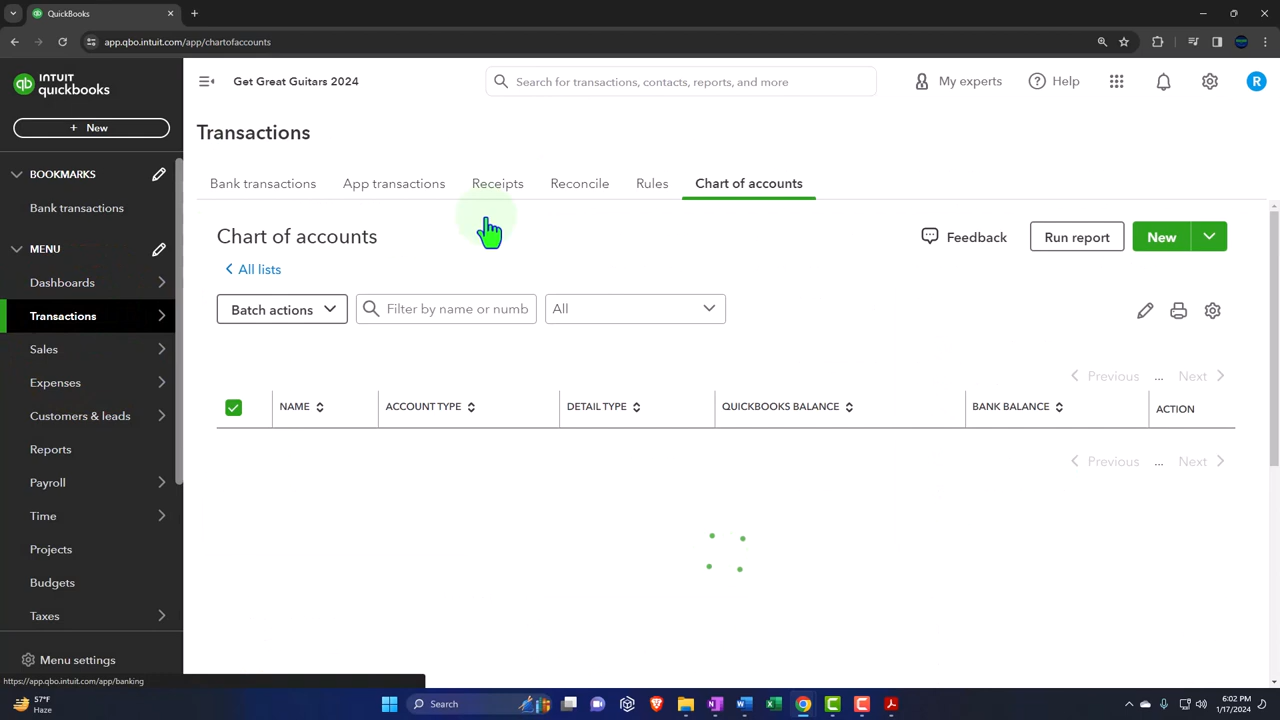 QuickBooks
app.qbo.intuit.com/app/chartofaccounts
INTUIT
quickbooks
Get Great Guitars 2024
Search for transactions, contacts, reports, and more
My experts
Help
R
+ New
Transactions
BOOKMARKS
Bank transactions
App transactions
Receipts
Reconcile
Rules
Chart of accounts
Bank transactions
MENU
Chart of accounts
Feedback
Run report
New
All lists
Dashboards
Batch actions
Filter by name or numb
All
Transactions
Sales
Previous
...
Next
Expenses
NAME
ACCOUNT TYPE
DETAIL TYPE
QUICKBOOKS BALANCE
BANK BALANCE
ACTION
Customers & leads
Reports
Previous
...
Next
Payroll
Time
Projects
Budgets
Taxes
Menu settings
https://app.qbo.intuit.com/app/banking
57°F
Haze
Search
6:02 PM
1/17/2024